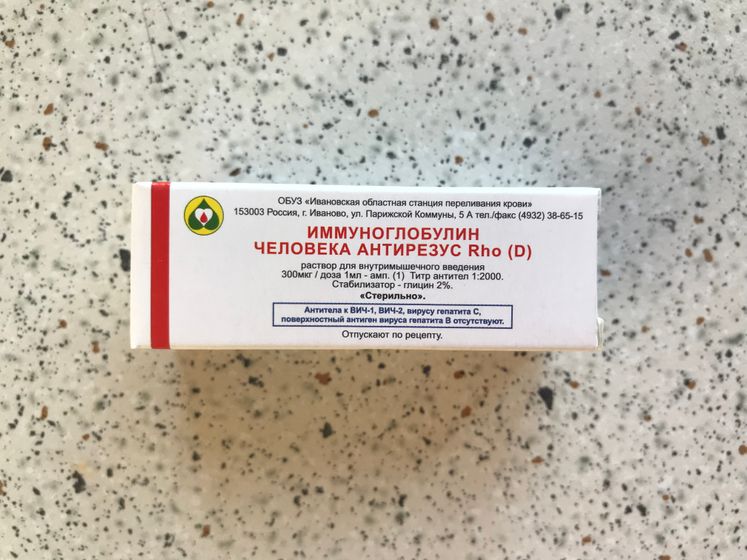 ОБУЗ «Ивановская областная станция переливания крови»
153003 Россия, г. Иваново, ул. Парижской Коммуны, 5 А тел./факс (4932) 38-65-15
ИММУНОГЛОБУЛИН
ЧЕЛОВЕКА АНТИРЕЗУС Rho (D)
раствор для внутримышечного введения
300мкг / доза 1мл - амп. (1) Титр антител 1:2000.
Стабилизатор - глицин 2%.
«Стерильно».
Антитела к ВИЧ-1, ВИЧ-2, вирусу гепатита С,
поверхностный антиген вируса гепатита В отсутствуют.
Отпускают по рецепту.